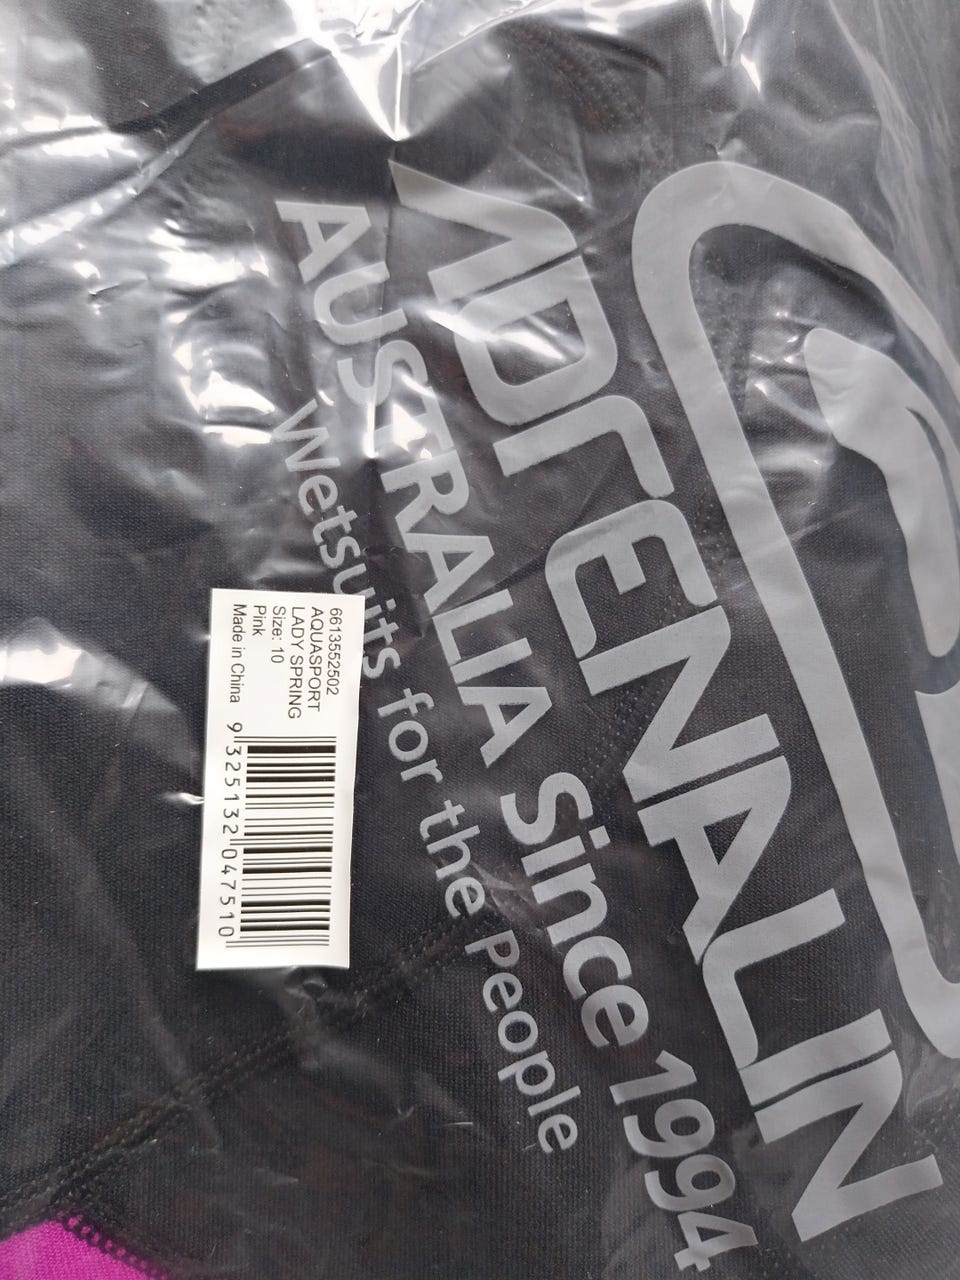 ADRENALIN
AUSTRALIA Since 1994
Wetsuits for the People
6613552502
AQUASPORT
LADY SPRING
Size: 10
Pink
Made in China
9 325132 047510